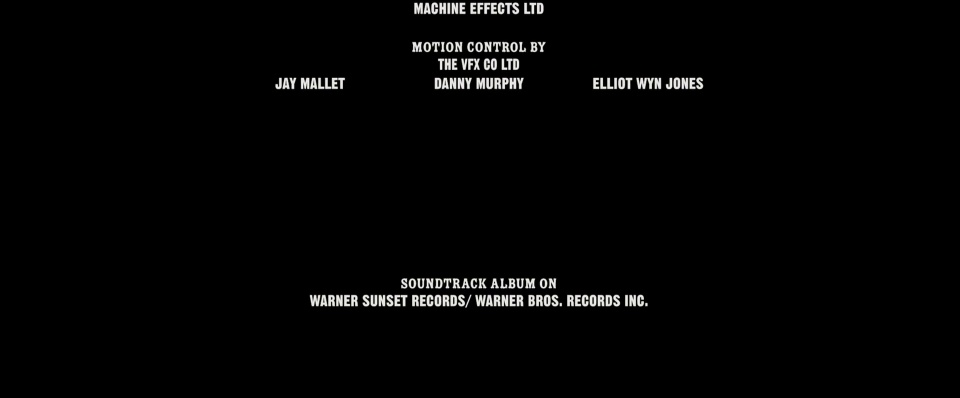 MACHINE EFFECTS LTD
MOTION CONTROL BY
THE VFX CO LTD
JAY MALLET DANNY MURPHY ELLIOT WYN JONES
SOUNDTRACK ALBUM ON
WARNER SUNSET RECORDS/ WARNER BROS. RECORDS INC.